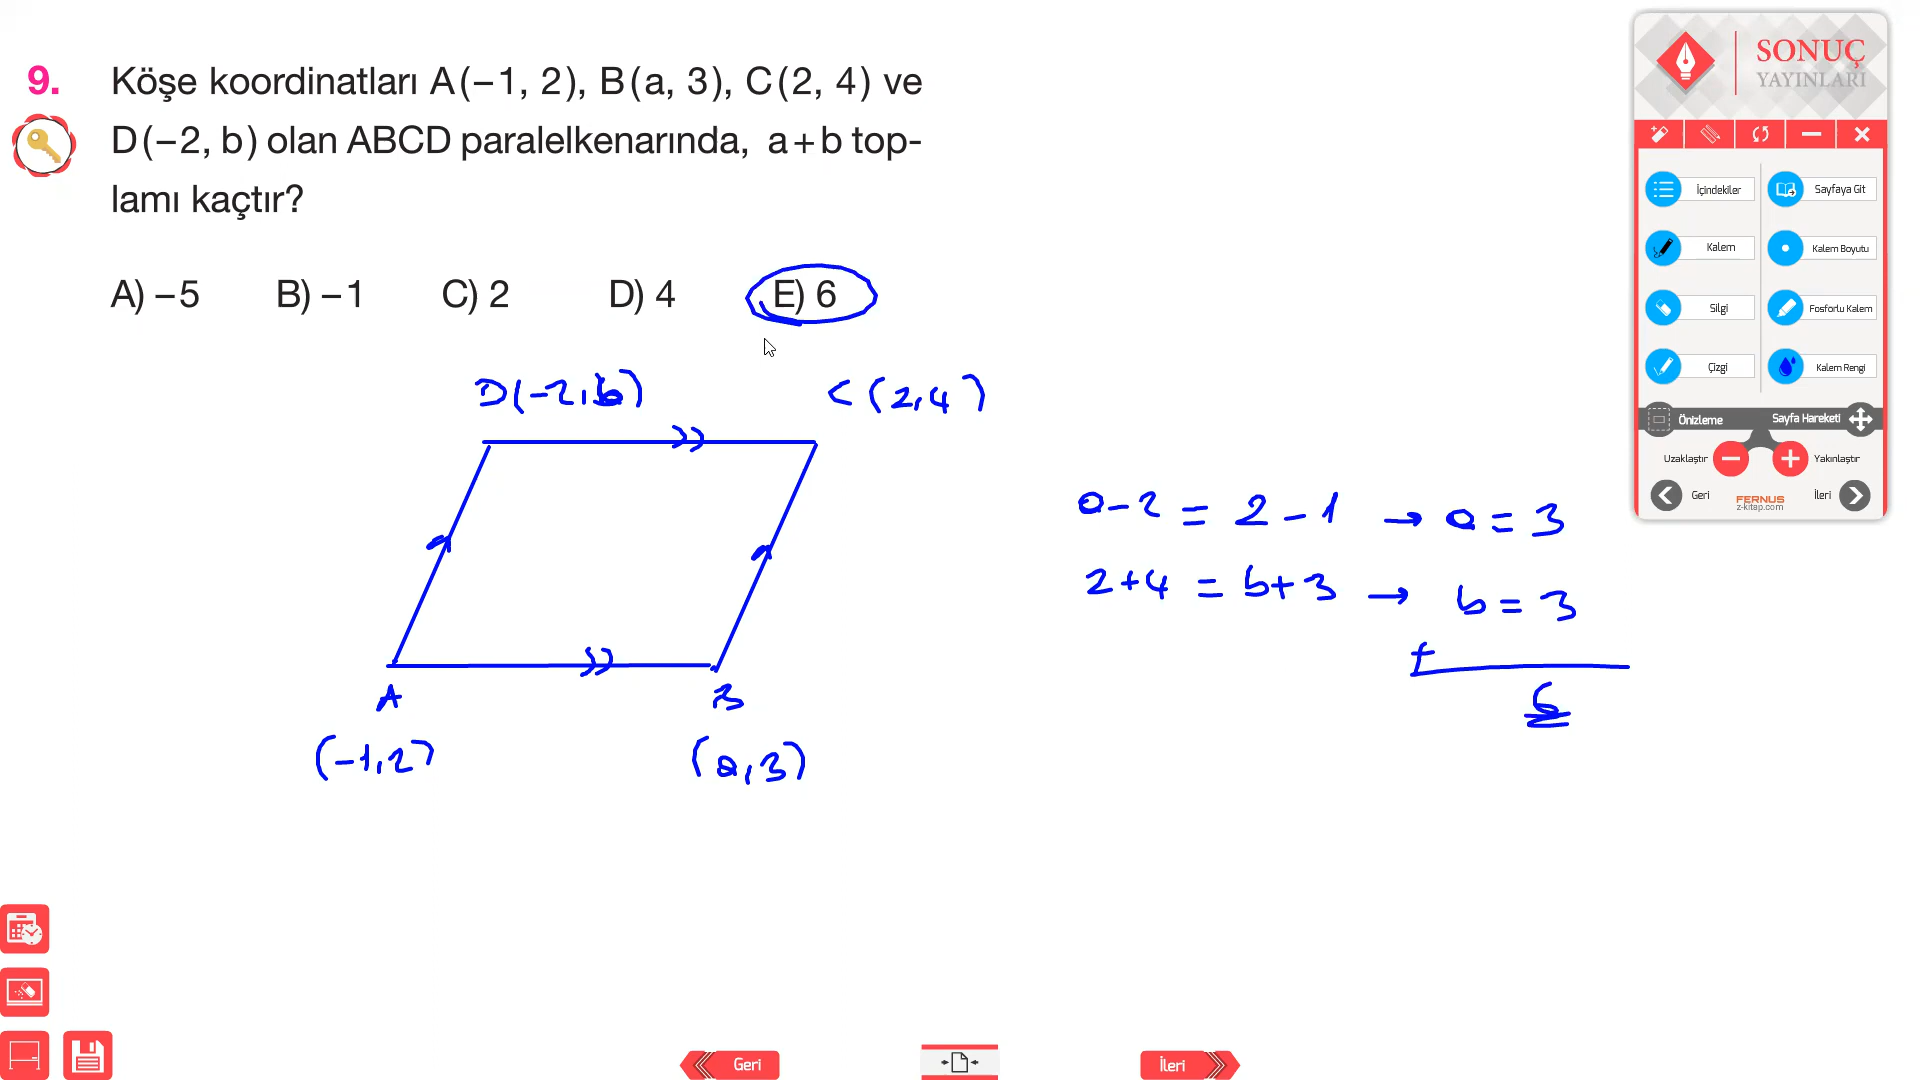 9. Köşe koordinatları A(−1, 2), B(a, 3), C(2, 4) ve
D(−2, b) olan ABCD paralelkenarında, a+b top-
lamı kaçtır?
A) −5 B) −1 C) 2 D) 4 E) 6
D(-2,b) C(2,4)
a-2 = 2-1 → a = 3
2+4 = b+3 → b = 3
+
6
A B
(-1,2) (a,3)
SONUÇ
YAYINLARI
İçindekiler Sayfaya Git
Kalem Kalem Boyutu
Silgi Fosforlu Kalem
Çizgi Kalem Rengi
Önizleme Sayfa Hareketi
Uzaklaştır Yakınlaştır
Geri FERNUS İleri
z-kitap.com
Geri İleri